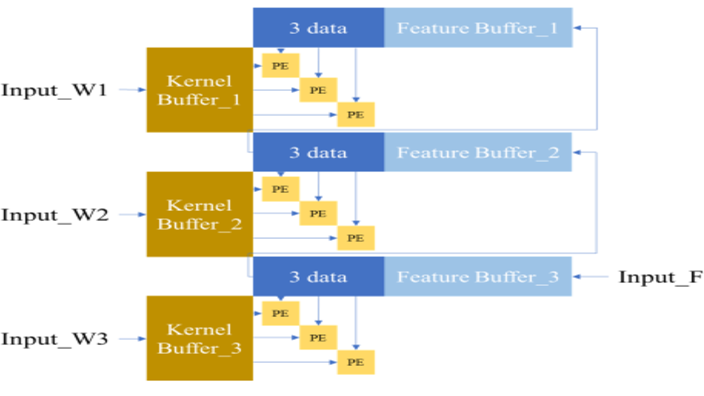 3 data Feature Buffer_1
PE
Input_W1 Kernel Buffer_1
PE
PE
3 data Feature Buffer_2
PE
Input_W2 Kernel Buffer_2
PE
PE
3 data Feature Buffer_3 Input_F
PE
Input_W3 Kernel Buffer_3
PE
PE